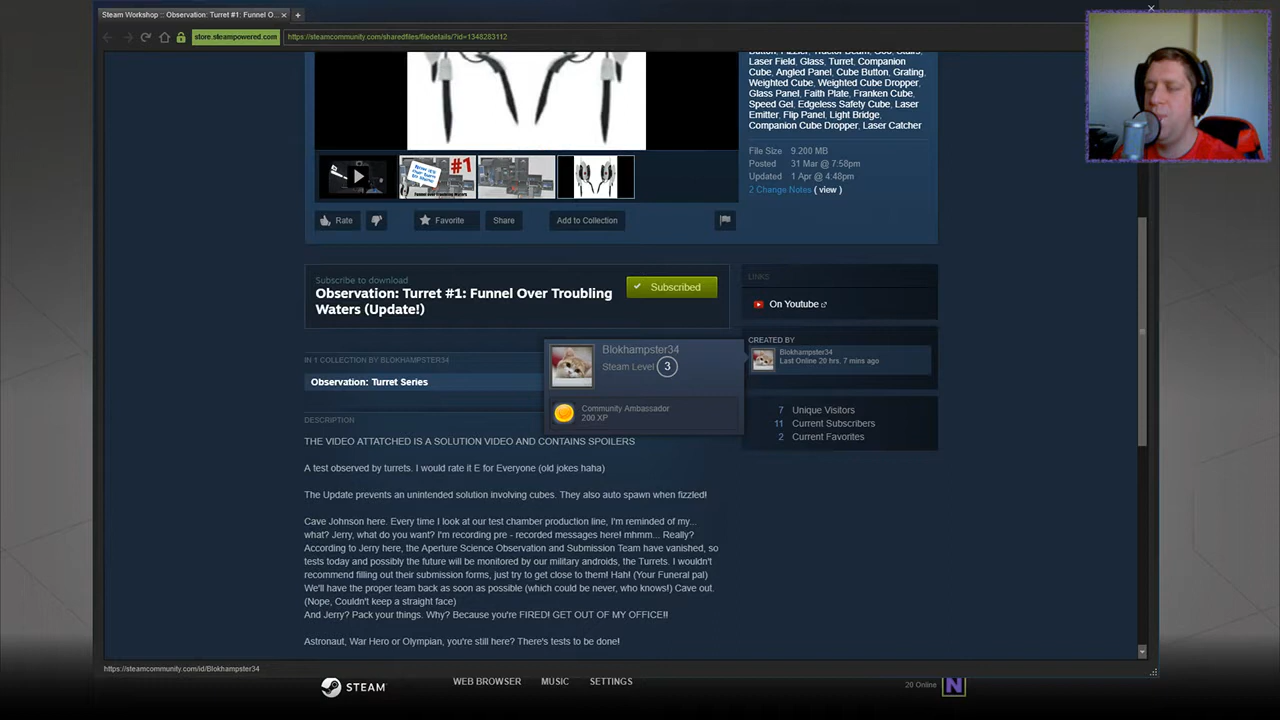 Steam Workshop :: Observation: Turret #1; Funnel O...
store.steampowered.com
https://steamcommunity.com/sharedfiles/filedetails/?id=1348283112
Button, Fizzler, Tractor Beam, Goo, Stairs,
Laser Field, Glass, Turret, Companion
Cube, Angled Panel, Cube Button, Grating,
Weighted Cube, Weighted Cube Dropper,
Glass Panel, Faith Plate, Franken Cube,
Speed Gel, Edgeless Safety Cube, Laser
Emitter, Flip Panel, Light Bridge,
Companion Cube Dropper, Laser Catcher
File Size 9.200 MB
Posted 31 Mar @ 7:58pm
Updated 1 Apr @ 4:48pm
2 Change Notes ( view )
#1
Rate
Favorite
Share
Add to Collection
Subscribe to download
Observation: Turret #1: Funnel Over Troubling
Waters (Update!)
Subscribed
LINKS
On Youtube
CREATED BY
Blokhampster34
Last Online 20 hrs, 7 mins ago
Blokhampster34
Steam Level 3
Community Ambassador
200 XP
IN 1 COLLECTION BY BLOKHAMPSTER34
Observation: Turret Series
7 Unique Visitors
11 Current Subscribers
2 Current Favorites
DESCRIPTION
THE VIDEO ATTATCHED IS A SOLUTION VIDEO AND CONTAINS SPOILERS
A test observed by turrets. I would rate it E for Everyone (old jokes haha)
The Update prevents an unintended solution involving cubes. They also auto spawn when fizzled!
Cave Johnson here. Every time I look at our test chamber production line, I'm reminded of my...
what? Jerry, what do you want? I'm recording pre - recorded messages here! mhmm... Really?
According to Jerry here, the Aperture Science Observation and Submission Team have vanished, so
tests today and possibly the future will be monitored by our military androids, the Turrets. I wouldn't
recommend filling out their submission forms, just try to get close to them! Hah! (Your Funeral pal)
We'll have the proper team back as soon as possible (which could be never, who knows!) Cave out.
(Nope, Couldn't keep a straight face)
And Jerry? Pack your things. Why? Because you're FIRED! GET OUT OF MY OFFICE!!
Astronaut, War Hero or Olympian, you're still here? There's tests to be done!
https://steamcommunity.com/id/Blokhampster34
STEAM
WEB BROWSER
MUSIC
SETTINGS
20 Online
N